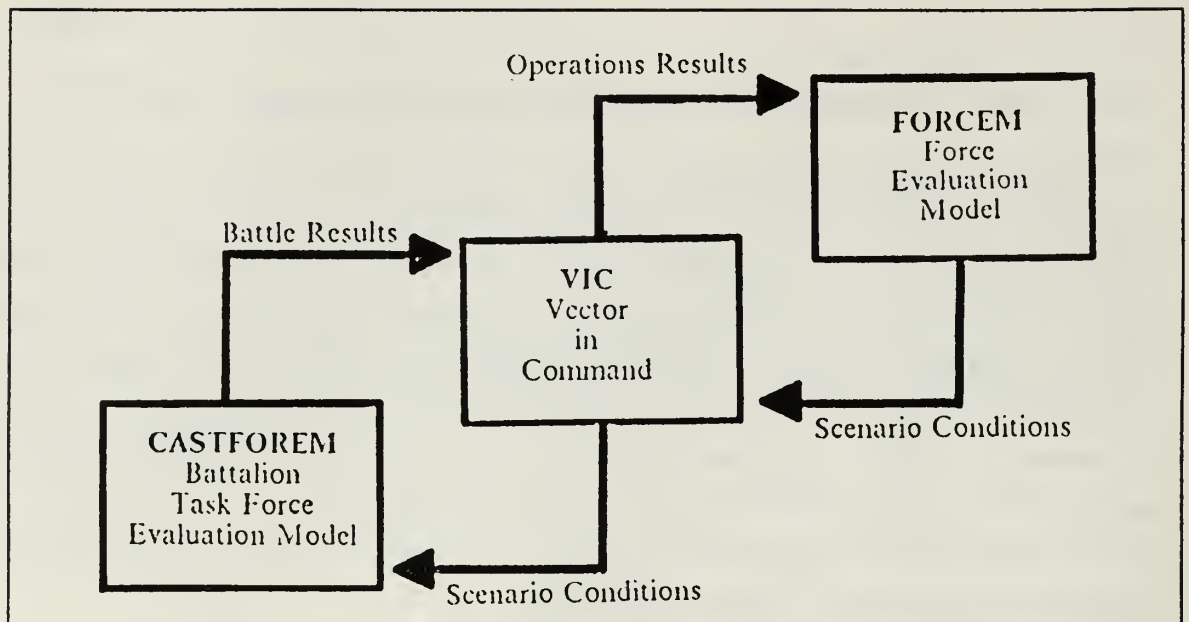 Operations Results
FORCEM
Force
Evaluation
Model
Battle Results
VIC
Vector
in
Command
Scenario Conditions
CASTFOREM
Battalion
Task Force
Evaluation Model
Scenario Conditions